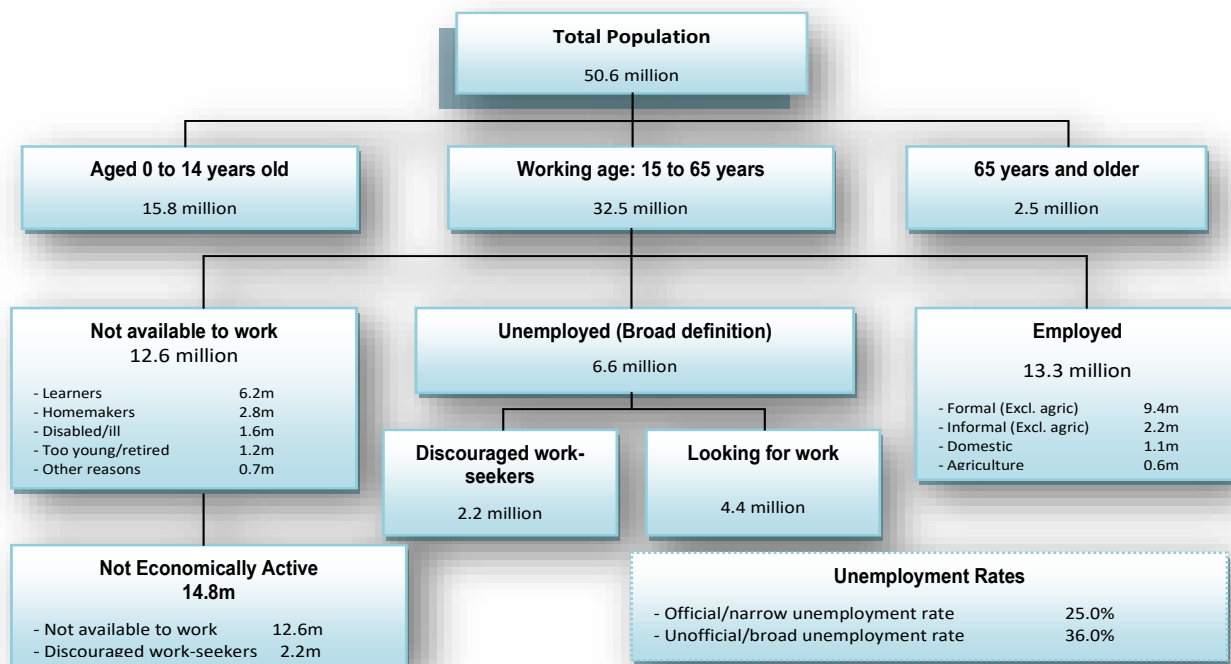 Total Population
50.6 million
Aged 0 to 14 years old
15.8 million
Working age: 15 to 65 years
32.5 million
65 years and older
2.5 million
Not available to work
12.6 million
- Learners 6.2m
- Homemakers 2.8m
- Disabled/ill 1.6m
- Too young/retired 1.2m
- Other reasons 0.7m
Unemployed (Broad definition)
6.6 million
Employed
13.3 million
- Formal (Excl. agric) 9.4m
- Informal (Excl. agric) 2.2m
- Domestic 1.1m
- Agriculture 0.6m
Discouraged work-
seekers
2.2 million
Looking for work
4.4 million
Not Economically Active
14.8m
- Not available to work 12.6m
- Discouraged work-seekers 2.2m
Unemployment Rates
- Official/narrow unemployment rate 25.0%
- Unofficial/broad unemployment rate 36.0%